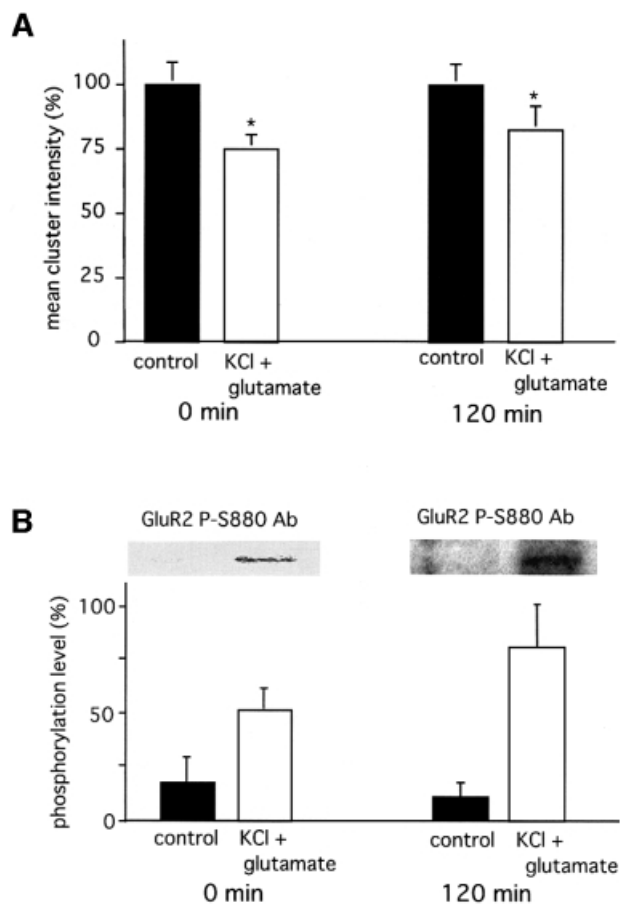 A
mean cluster intensity (%)
100
75
50
25
0
*
*
control
KCl +
glutamate
control
KCl +
glutamate
0 min
120 min
B
GluR2 P-S880 Ab
GluR2 P-S880 Ab
phosphorylation level (%)
100
50
0
control
KCl +
glutamate
control
KCl +
glutamate
0 min
120 min